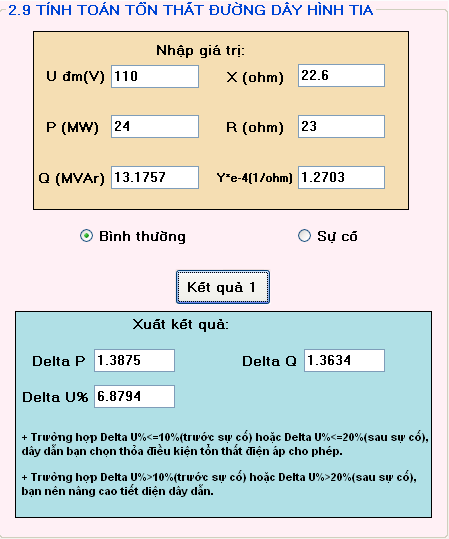 2.9 TÍNH TOÁN TỔN THẤT ĐƯỜNG DÂY HÌNH TIA
Nhập giá trị:
U đm(V) 110 X (ohm) 22.6
P (MW) 24 R (ohm) 23
Q (MVAr) 13.1757 Y*e-4(1/ohm) 1.2703
Bình thường Sự cố
Kết quả 1
Xuất kết quả:
Delta P 1.3875 Delta Q 1.3634
Delta U% 6.8794
+ Trường hợp Delta U%<=10%(trước sự cố) hoặc Delta U%<=20%(sau sự cố),
dây dẫn bạn chọn thỏa điều kiện tổn thất điện áp cho phép.
+ Trường hợp Delta U%>10%(trước sự cố) hoặc Delta U%>20%(sau sự cố),
bạn nên nâng cao tiết diện dây dẫn.